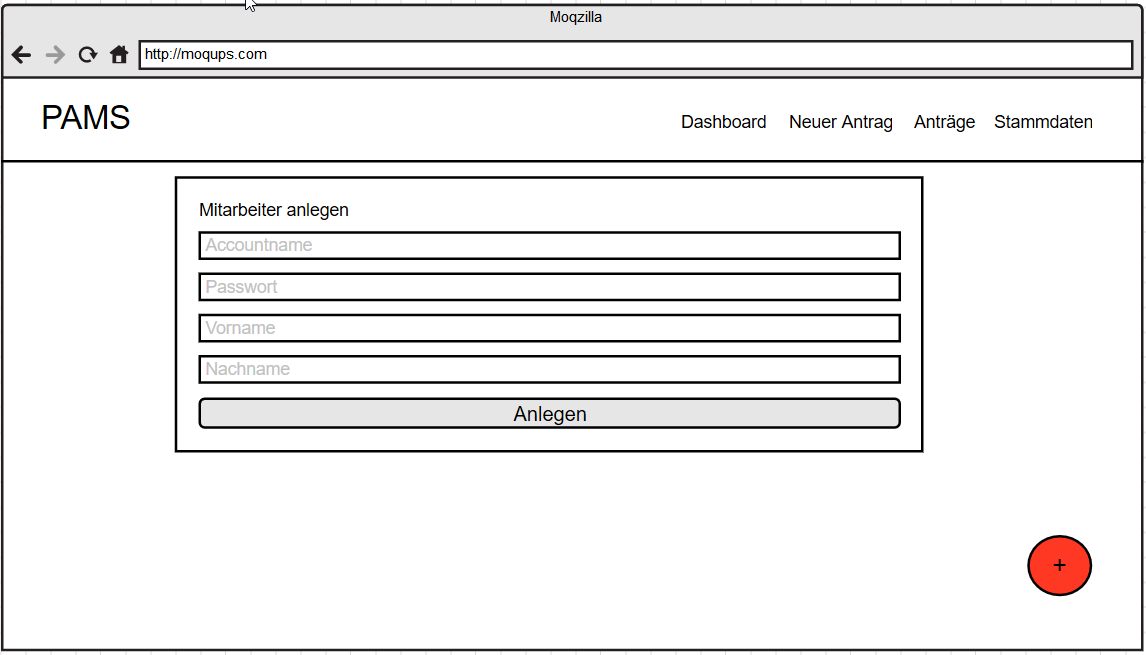 Moqzilla
http://moqups.com
PAMS
Dashboard Neuer Antrag Anträge Stammdaten
Mitarbeiter anlegen
Accountname
Passwort
Vorname
Nachname
Anlegen
+